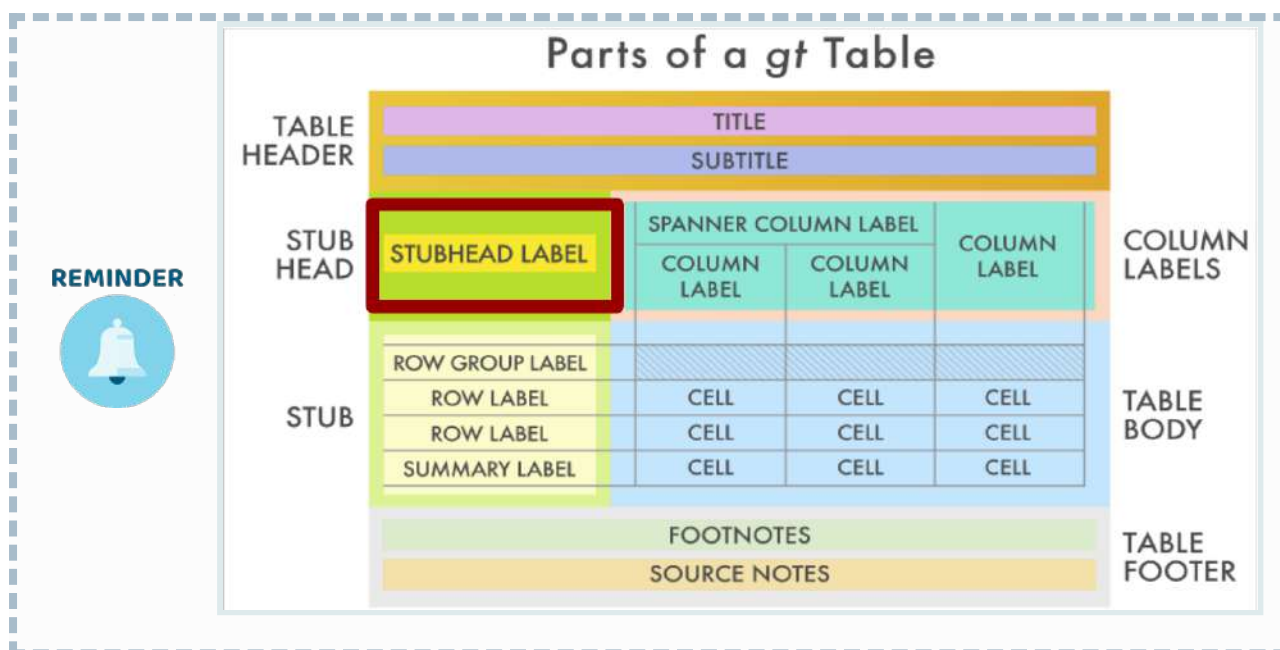 Parts of a gt Table
TABLE
HEADER
TITLE
SUBTITLE
STUB
HEAD
STUBHEAD LABEL
SPANNER COLUMN LABEL
COLUMN
LABEL
COLUMN
LABEL
COLUMN
LABEL
COLUMN
LABELS
REMINDER
STUB
ROW GROUP LABEL
ROW LABEL CELL CELL CELL
ROW LABEL CELL CELL CELL
SUMMARY LABEL CELL CELL CELL
TABLE
BODY
FOOTNOTES
SOURCE NOTES
TABLE
FOOTER